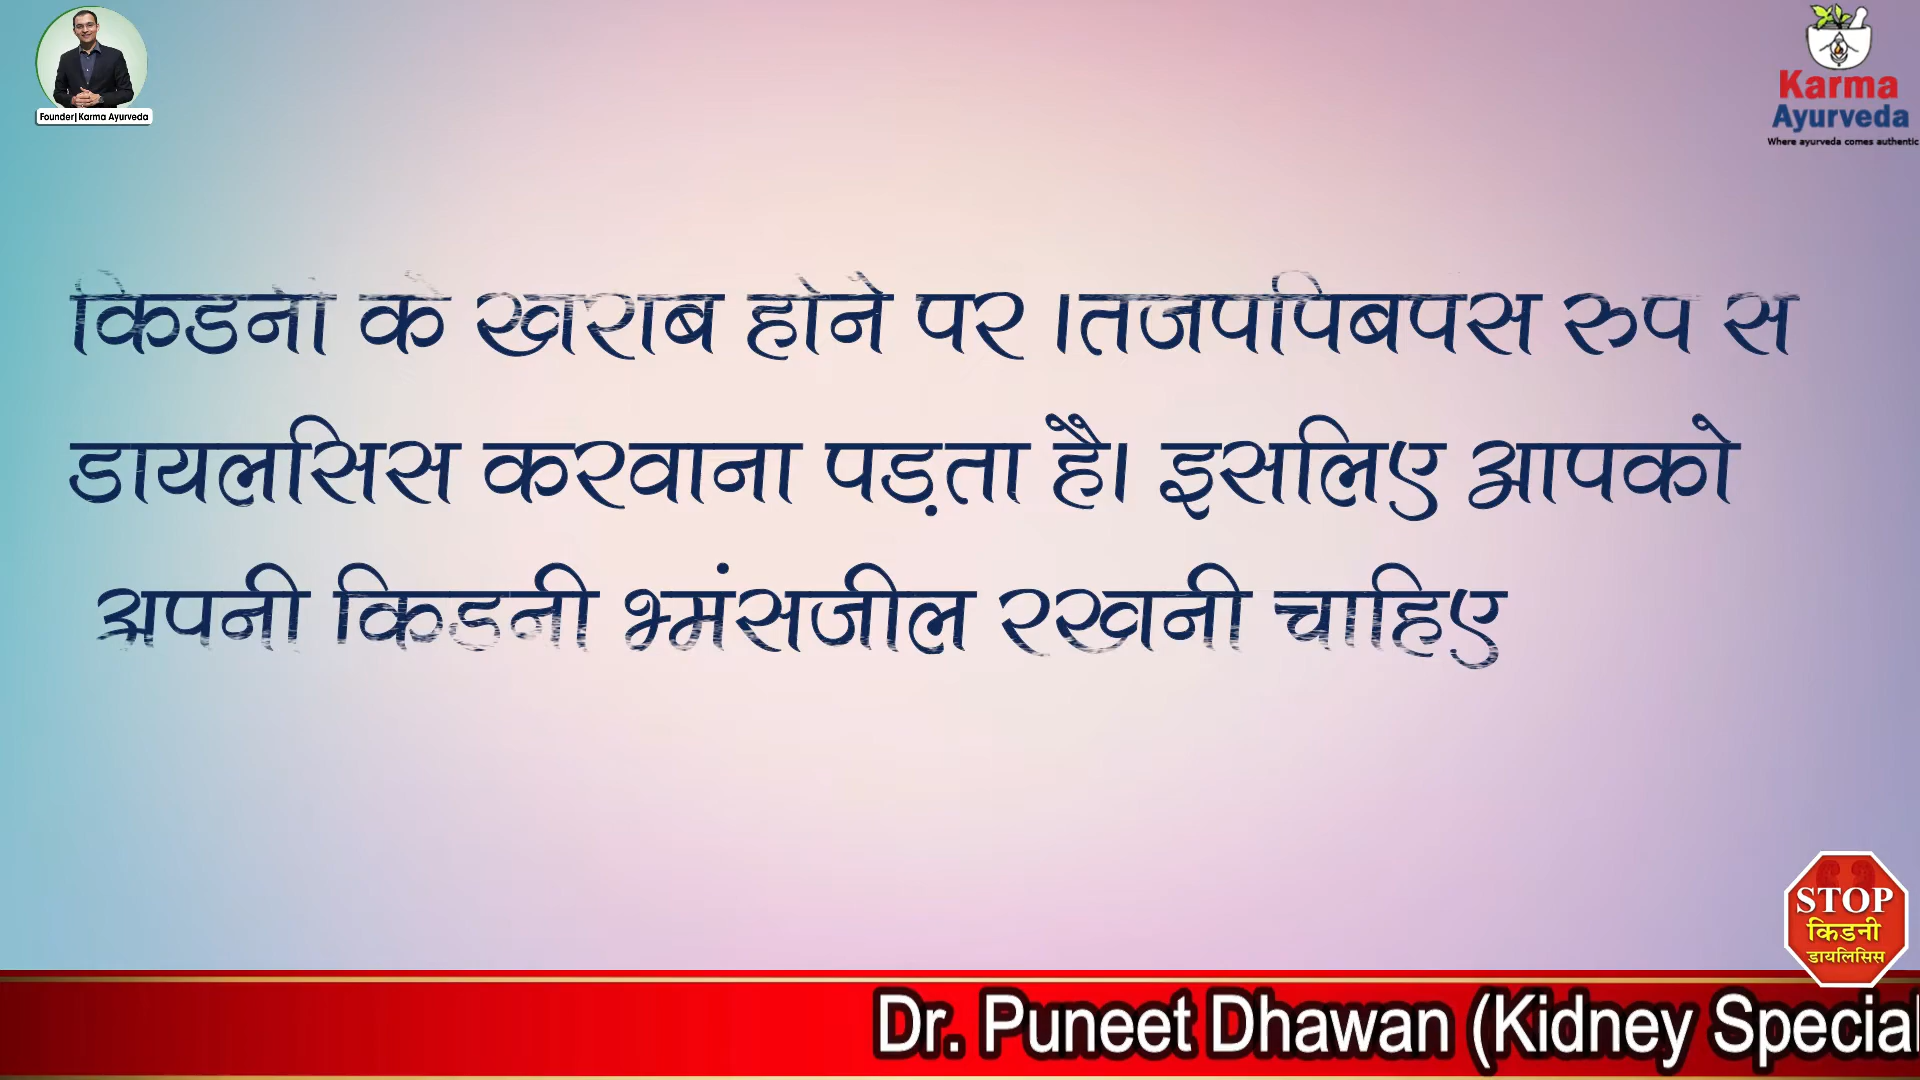 Founder|Karma Ayurveda
Karma
Ayurveda
Where ayurveda comes authentic
किडनी के खराब होने पर ।तजपपिबपस रुप से
डायलसिस करवाना पड़ता है। इसलिए आपको
अपनी किडनी भ्मंसजील रखनी चाहिए
STOP
किडनी
डायलिसिस
Dr. Puneet Dhawan (Kidney Special